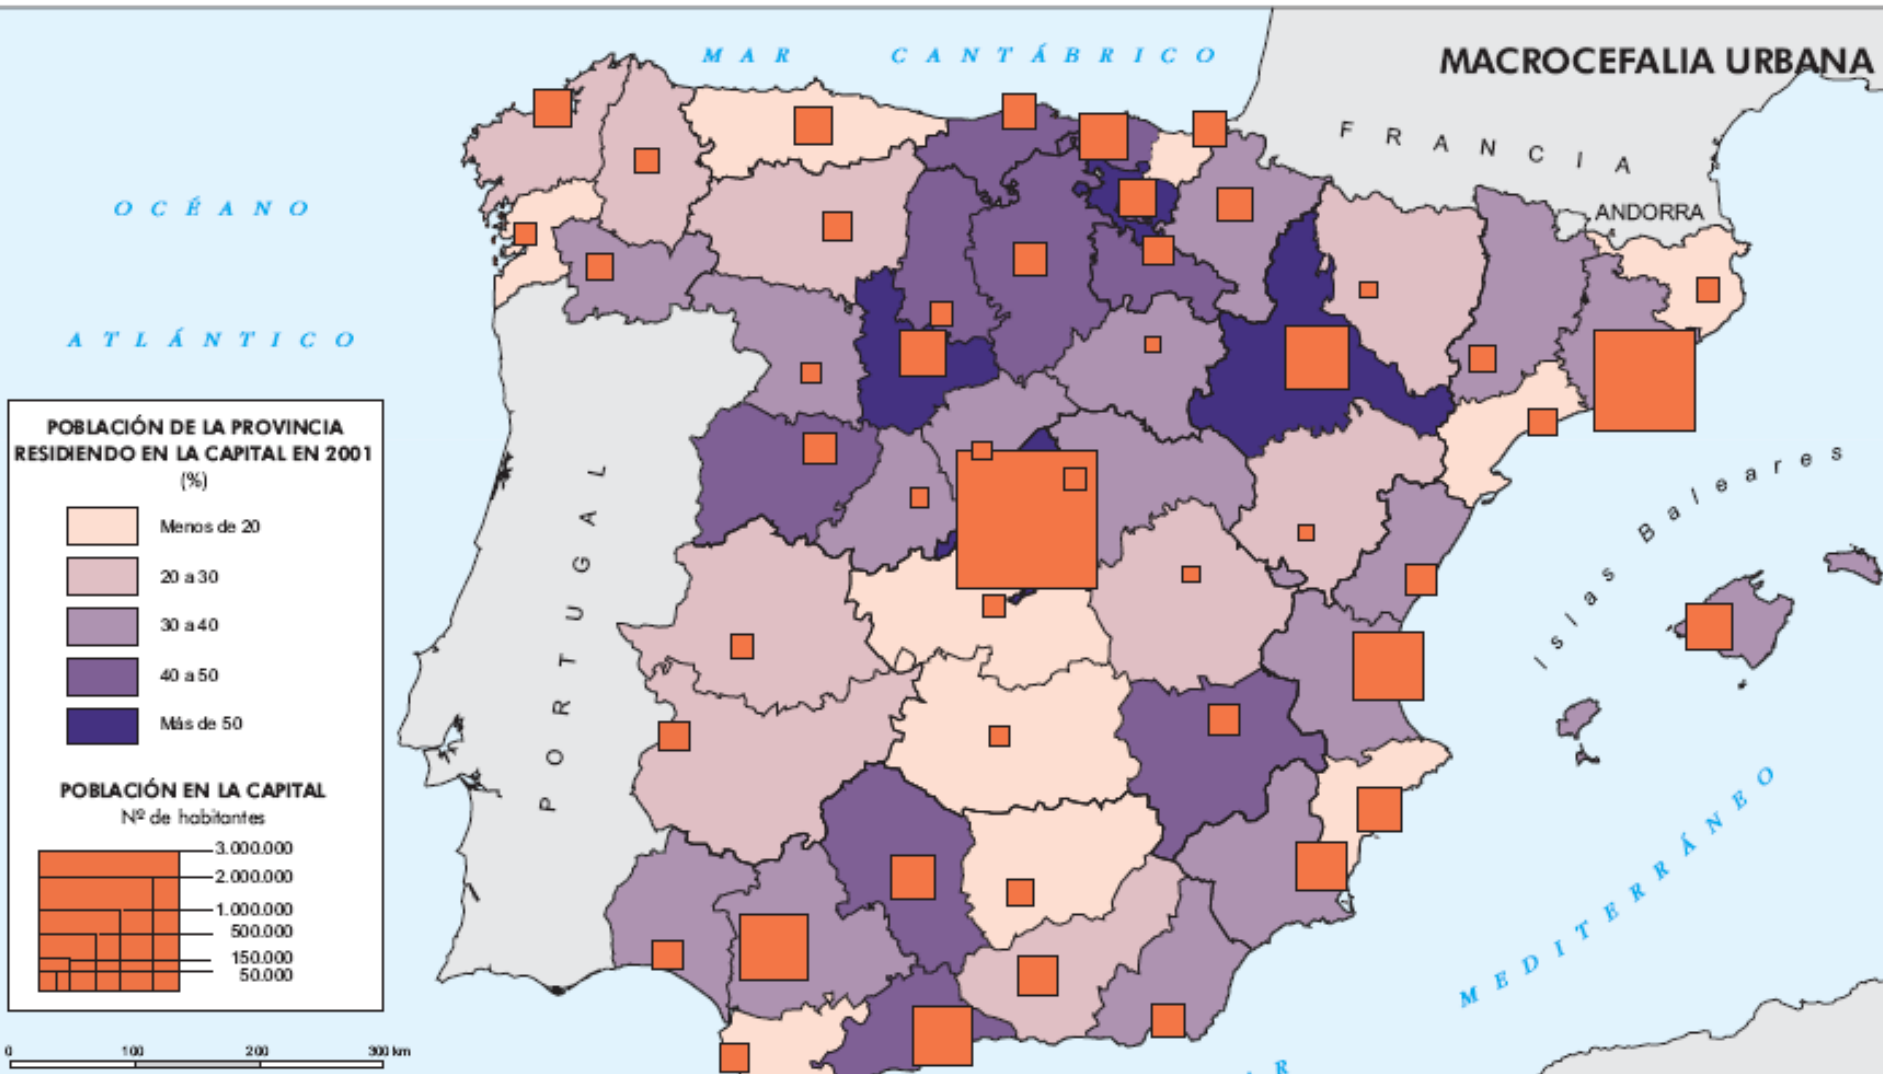 MACROCEFALIA URBANA
MAR CANTÁBRICO
FRANCIA
ANDORRA
OCÉANO
ATLÁNTICO
PORTUGAL
Islas Baleares
MEDITERRÁNEO
R
POBLACIÓN DE LA PROVINCIA
RESIDIENDO EN LA CAPITAL EN 2001
(%)
Menos de 20
20 a 30
30 a 40
40 a 50
Más de 50
POBLACIÓN EN LA CAPITAL
Nº de habitantes
3.000.000
2.000.000
1.000.000
500.000
150.000
50.000
0 100 200 300 km